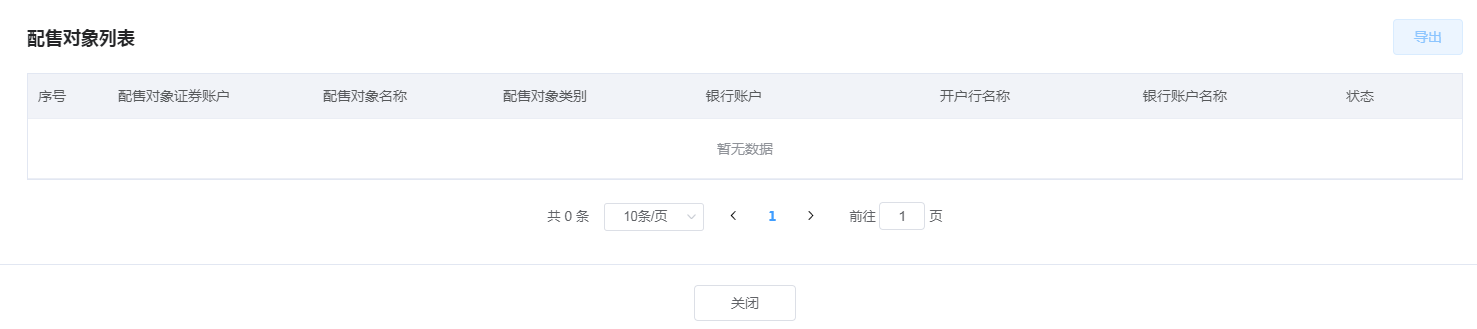 配售对象列表
导出
序号 配售对象证券账户 配售对象名称 配售对象类别 银行账户 开户行名称 银行账户名称 状态
暂无数据
共 0 条 10条/页 1 前往 1 页
关闭